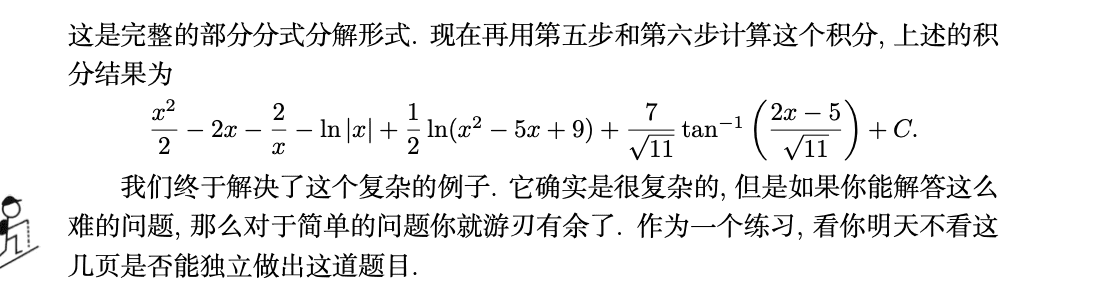 这是完整的部分分式分解形式. 现在再用第五步和第六步计算这个积分, 上述的积
分结果为
$\frac{x^2}{2} - 2x - \frac{2}{x} - \ln|x| + \frac{1}{2}\ln(x^2 - 5x + 9) + \frac{7}{\sqrt{11}}\tan^{-1}\left(\frac{2x-5}{\sqrt{11}}\right) + C.$
我们终于解决了这个复杂的例子. 它确实是很复杂的, 但是如果你能解答这么
难的问题, 那么对于简单的问题你就游刃有余了. 作为一个练习, 看你明天不看这
几页是否能独立做出这道题目.